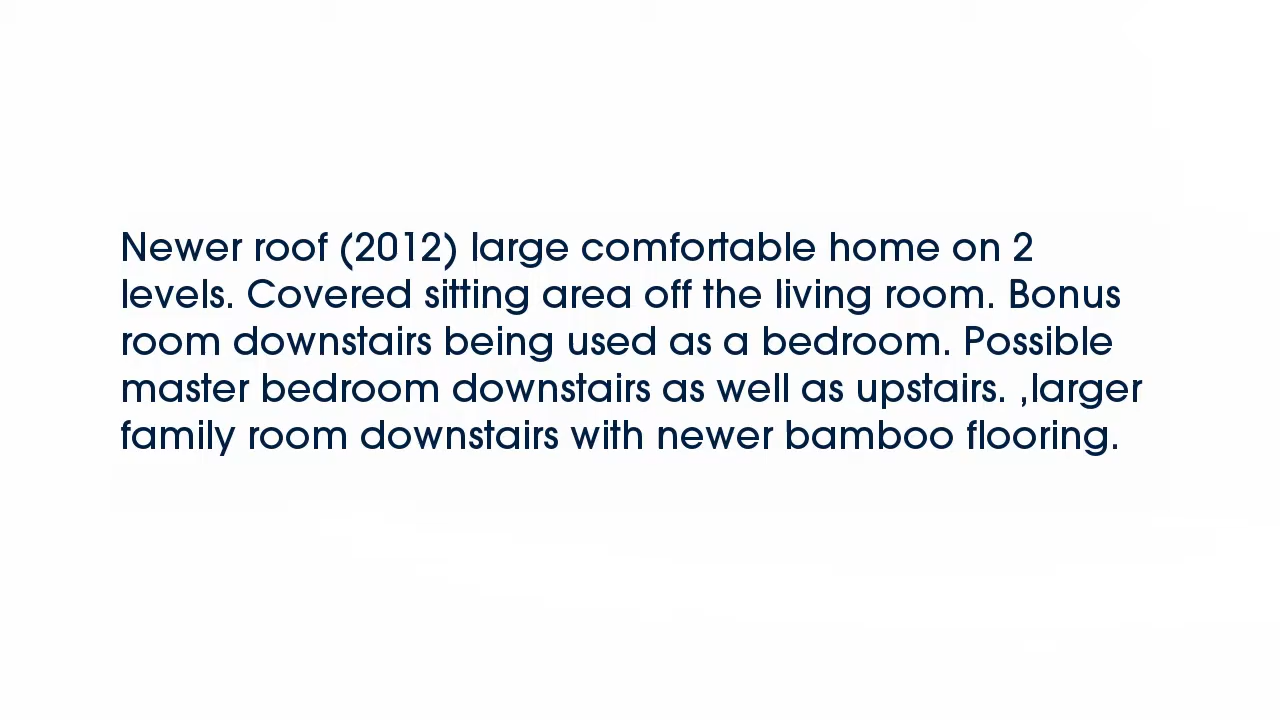 Newer roof (2012) large comfortable home on 2
levels. Covered sitting area off the living room. Bonus
room downstairs being used as a bedroom. Possible
master bedroom downstairs as well as upstairs. ,larger
family room downstairs with newer bamboo flooring.